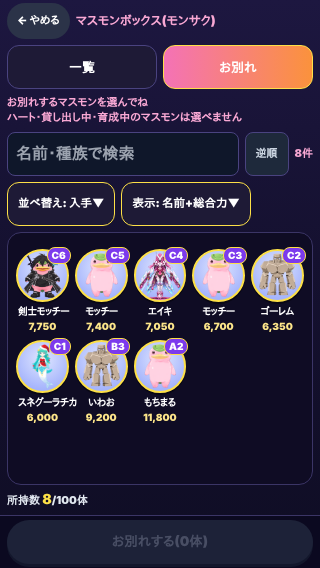 ← やめる
マスモンボックス(モンサク)
一覧
お別れ
お別れするマスモンを選んでね
ハート・貸し出し中・育成中のマスモンは選べません
名前・種族で検索
逆順
8件
並べ替え: 入手▼
表示: 名前+総合力▼
C6
C5
C4
C3
C2
剣士モッチー
モッチー
エイキ
モッチー
ゴーレム
7,750
7,400
7,050
6,700
6,350
C1
B3
A2
スネグーラチカ
いわお
もちまる
6,000
9,200
11,800
所持数 8/100体
お別れする(0体)